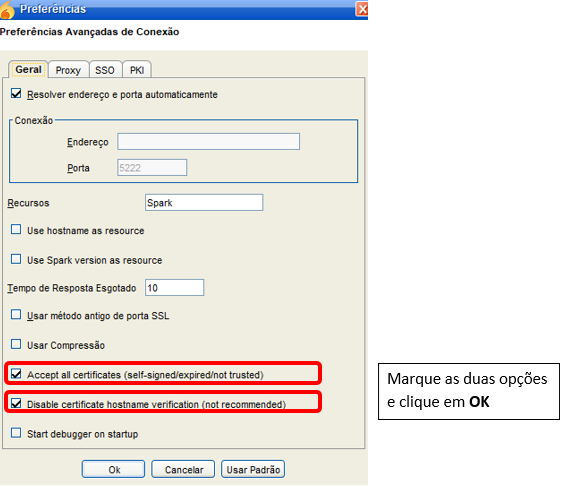 Preferências
Preferências Avançadas de Conexão
Geral Proxy SSO PKI
Resolver endereço e porta automaticamente
Conexão
Endereço
Porta 5222
Recursos Spark
Use hostname as resource
Use Spark version as resource
Tempo de Resposta Esgotado 10
Usar método antigo de porta SSL
Usar Compressão
Accept all certificates (self-signed/expired/not trusted)
Disable certificate hostname verification (not recommended)
Start debugger on startup
Ok Cancelar Usar Padrão
Marque as duas opções
e clique em OK